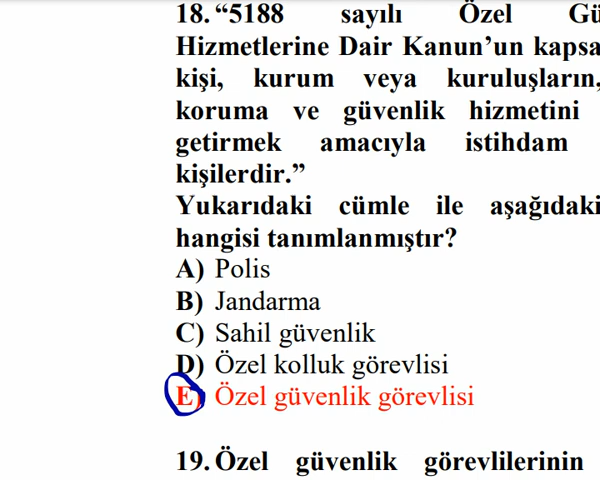 18. “5188 sayılı Özel Gü
Hizmetlerine Dair Kanun’un kapsa
kişi, kurum veya kuruluşların,
koruma ve güvenlik hizmetini
getirmek amacıyla istihdam
kişilerdir.”
Yukarıdaki cümle ile aşağıdaki
hangisi tanımlanmıştır?
A) Polis
B) Jandarma
C) Sahil güvenlik
D) Özel kolluk görevlisi
E) Özel güvenlik görevlisi
19. Özel güvenlik görevlilerinin